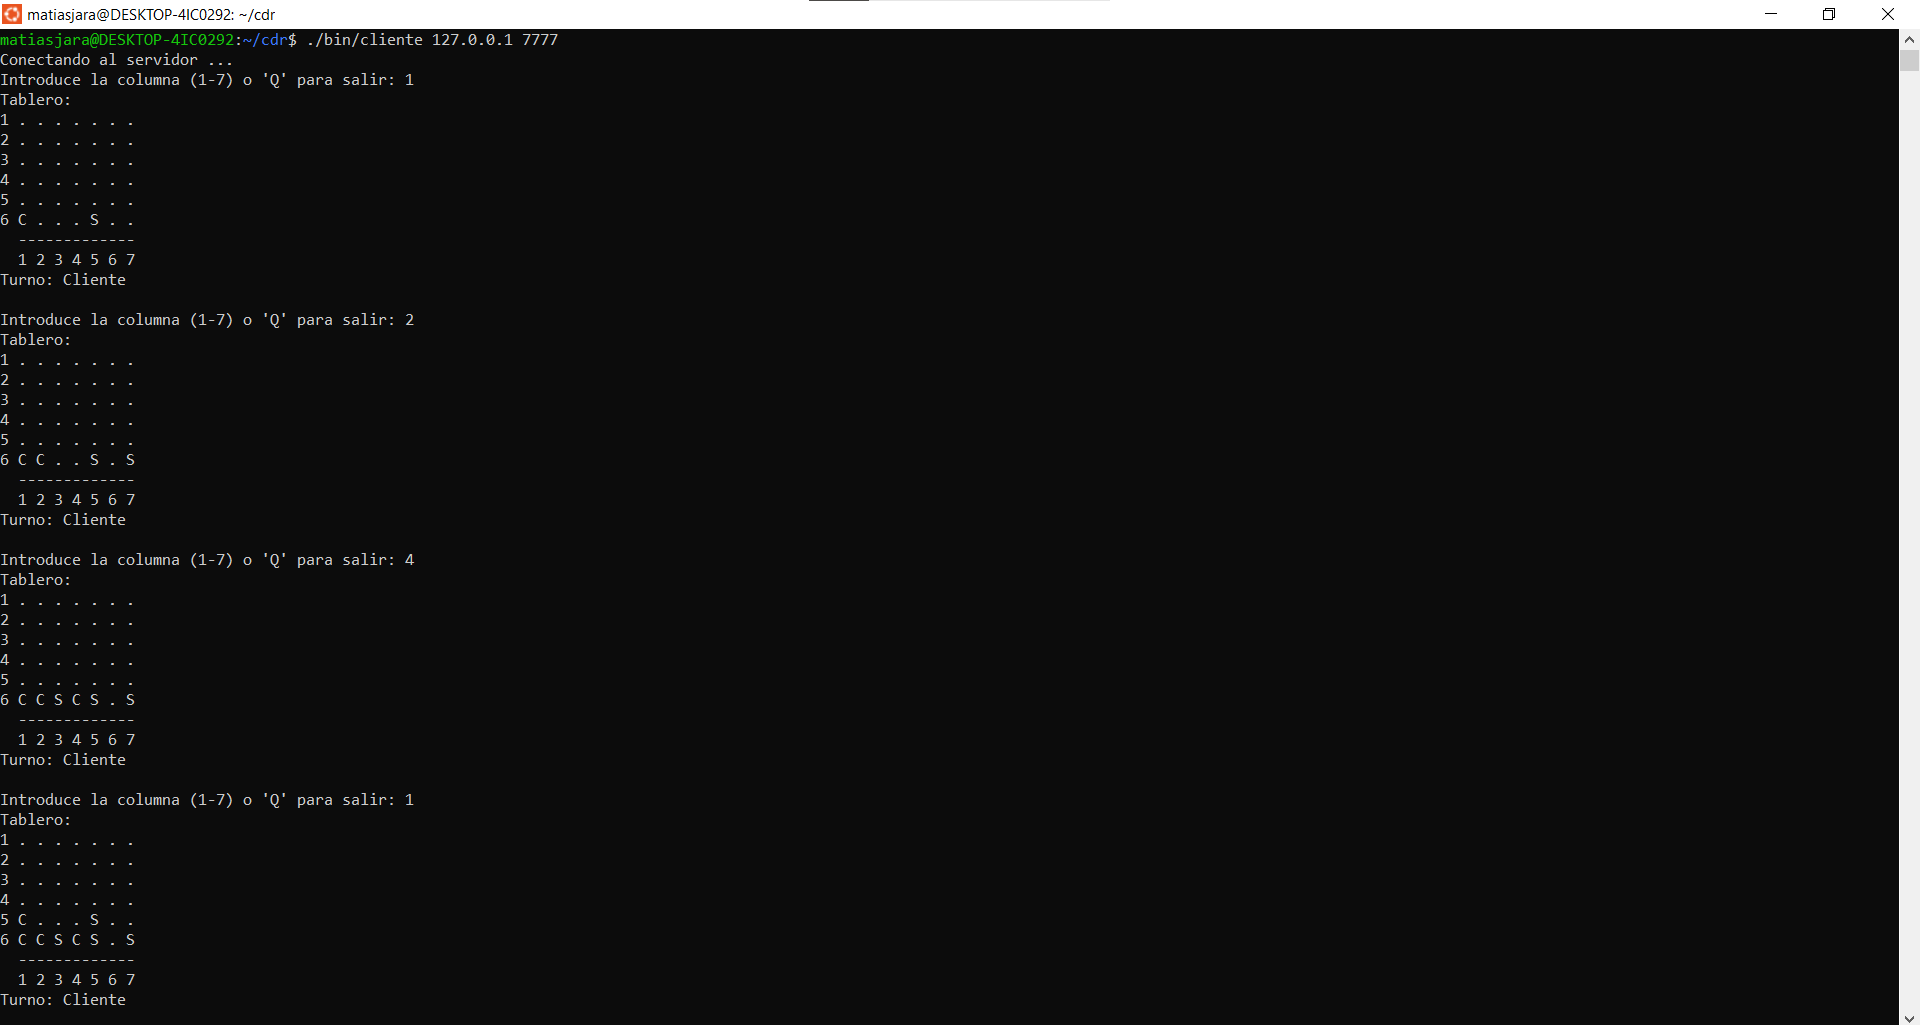 matiasjara@DESKTOP-4IC0292: ~/cdr
matiasjara@DESKTOP-4IC0292:~/cdr$ ./bin/cliente 127.0.0.1 7777
Conectando al servidor ...
Introduce la columna (1-7) o 'Q' para salir: 1
Tablero:
1 . . . . . . .
2 . . . . . . .
3 . . . . . . .
4 . . . . . . .
5 . . . . . . .
6 C . . . S . .
  -------------
  1 2 3 4 5 6 7
Turno: Cliente

Introduce la columna (1-7) o 'Q' para salir: 2
Tablero:
1 . . . . . . .
2 . . . . . . .
3 . . . . . . .
4 . . . . . . .
5 . . . . . . .
6 C C . . S . S
  -------------
  1 2 3 4 5 6 7
Turno: Cliente

Introduce la columna (1-7) o 'Q' para salir: 4
Tablero:
1 . . . . . . .
2 . . . . . . .
3 . . . . . . .
4 . . . . . . .
5 . . . . . . .
6 C C S C S . S
  -------------
  1 2 3 4 5 6 7
Turno: Cliente

Introduce la columna (1-7) o 'Q' para salir: 1
Tablero:
1 . . . . . . .
2 . . . . . . .
3 . . . . . . .
4 . . . . . . .
5 C . . . S . .
6 C C S C S . S
  -------------
  1 2 3 4 5 6 7
Turno: Cliente